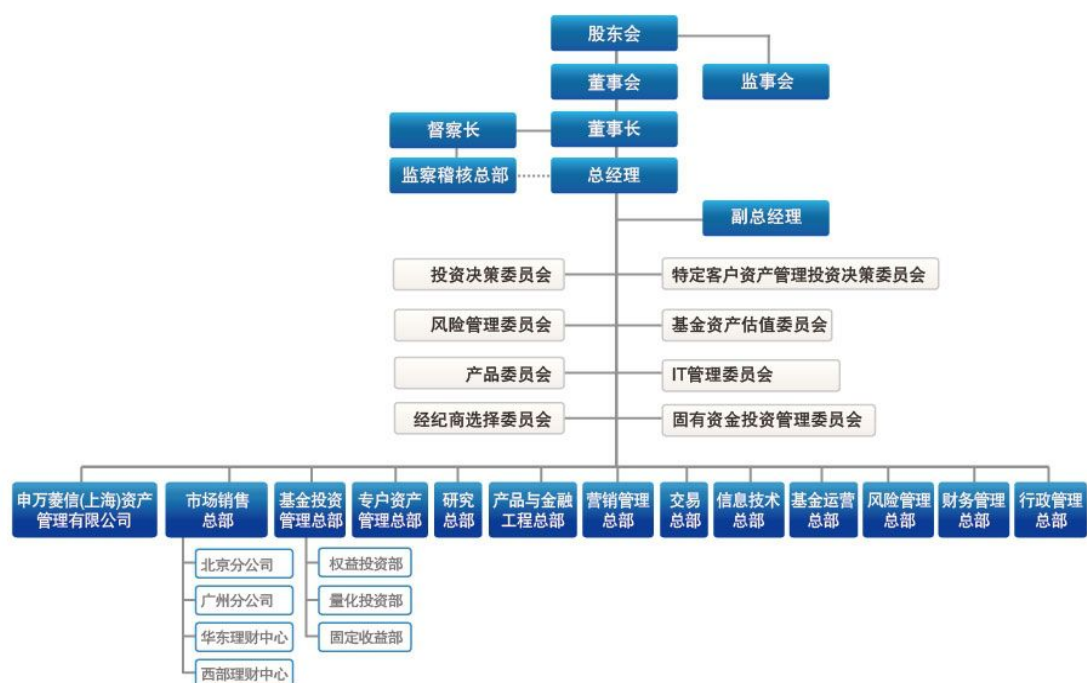 股东会
董事会
监事会
督察长
董事长
监察稽核总部
总经理
副总经理
投资决策委员会
特定客户资产管理投资决策委员会
风险管理委员会
基金资产估值委员会
产品委员会
IT管理委员会
经纪商选择委员会
固有资金投资管理委员会
申万菱信(上海)资产
管理有限公司
市场销售
总部
基金投资
管理总部
专户资产
管理总部
研究
总部
产品与金融
工程总部
营销管理
总部
交易
总部
信息技术
总部
基金运营
总部
风险管理
总部
财务管理
总部
行政管理
总部
北京分公司
广州分公司
华东理财中心
西部理财中心
权益投资部
量化投资部
固定收益部